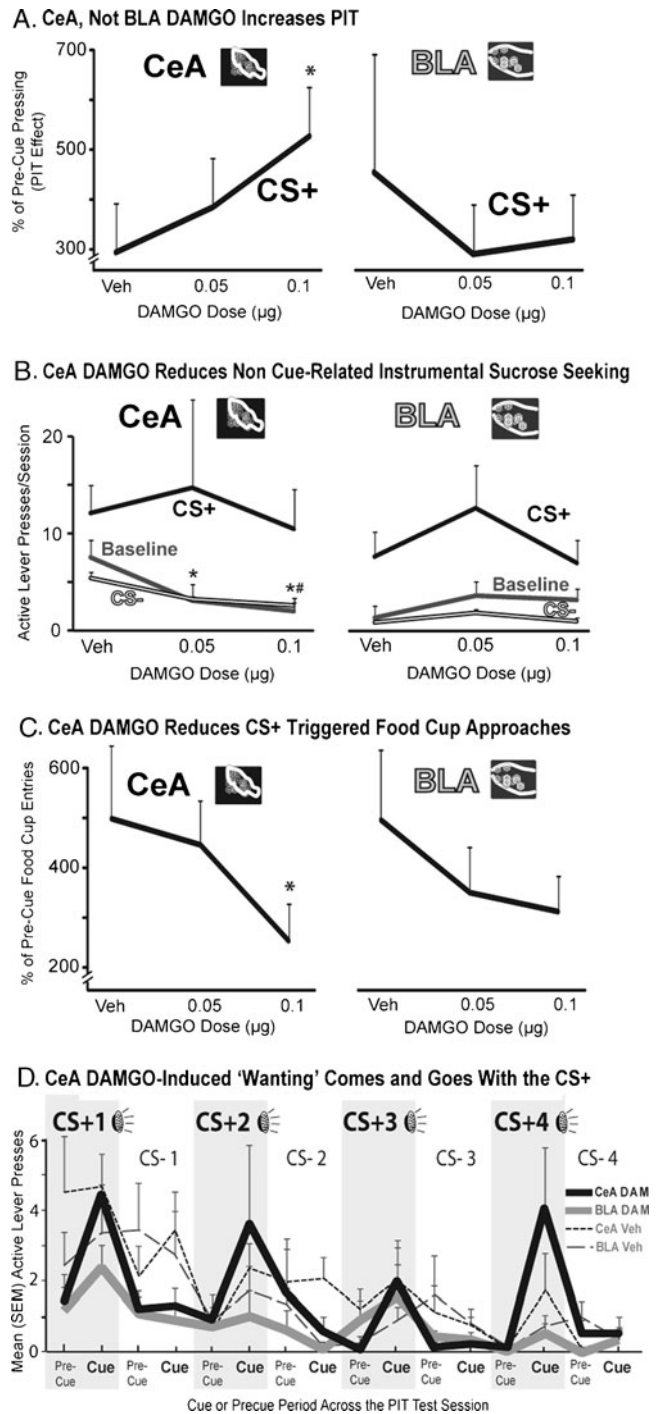 A. CeA, Not BLA DAMGO Increases PIT
% of Pre-Cue Pressing
(PIT Effect)
700
500
300
CeA
*
CS+
Veh
0.05
0.1
DAMGO Dose (µg)
BLA
CS+
Veh
0.05
0.1
DAMGO Dose (µg)
B. CeA DAMGO Reduces Non Cue-Related Instrumental Sucrose Seeking
Active Lever Presses/Session
20
10
0
CeA
CS+
Baseline
CS-
*
*#
Veh
0.05
0.1
DAMGO Dose (µg)
BLA
CS+
Baseline
CS-
Veh
0.05
0.1
DAMGO Dose (µg)
C. CeA DAMGO Reduces CS+ Triggered Food Cup Approaches
% of Pre-Cue Food Cup Entries
600
400
200
CeA
*
Veh
0.05
0.1
DAMGO Dose (µg)
BLA
Veh
0.05
0.1
DAMGO Dose (µg)
D. CeA DAMGO-Induced ‘Wanting’ Comes and Goes With the CS+
Mean (SEM) Active Lever Presses
6
4
2
0
CS+1
CS- 1
CS+2
CS- 2
CS+3
CS- 3
CS+4
CS- 4
CeA DAM
BLA DAM
CeA Veh
BLA Veh
Pre-Cue Cue Pre-Cue Cue Pre-Cue Cue Pre-Cue Cue Pre-Cue Cue Pre-Cue Cue Pre-Cue Cue Pre-Cue Cue
Cue or Precue Period Across the PIT Test Session